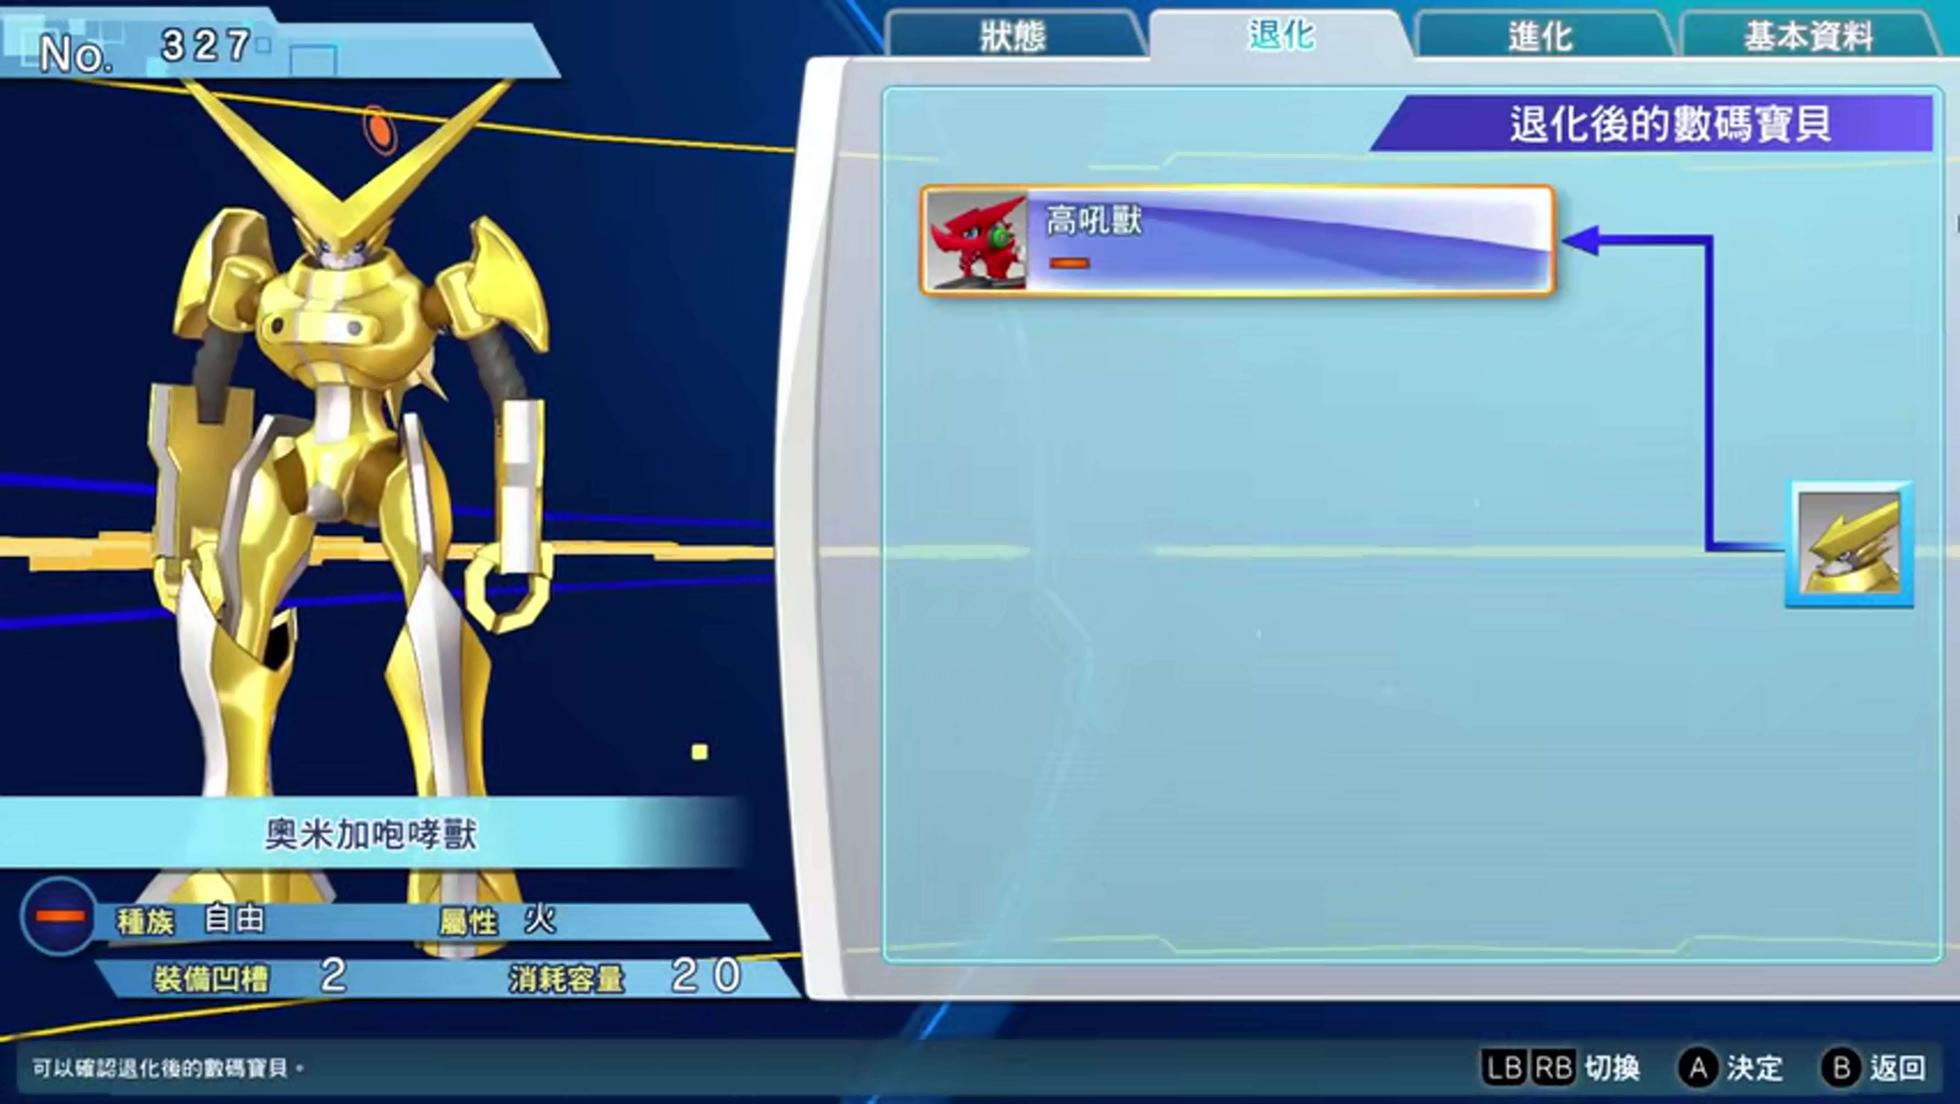 No. 327
狀態 退化 進化 基本資料
退化後的數碼寶貝
高吼獸
奧米加咆哮獸
種族 自由 屬性 火
裝備凹槽 2 消耗容量 20
可以確認退化後的數碼寶貝。
LB RB 切換 A 決定 B 返回